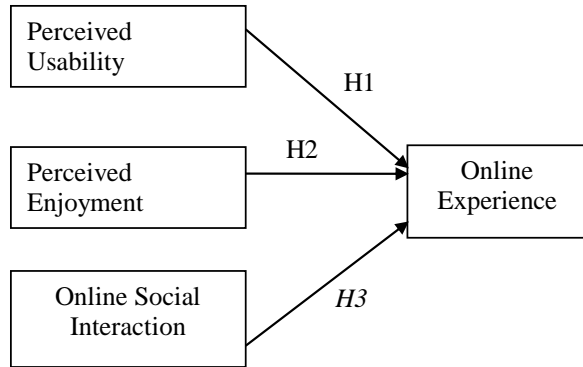 Perceived
Usability
H1
H2
Perceived
Enjoyment
Online
Experience
Online Social
Interaction
H3